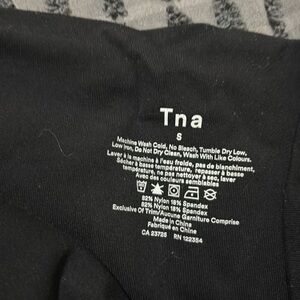 Tna
S
Machine Wash Cold, No Bleach, Tumble Dry Low,
Low Iron, Do Not Dry Clean, Wash With Like Colours.
Laver à la machine à l'eau froide, pas de blanchiment,
sécher à basse température, repasser à basse
température, ne pas nettoyer à sec, laver
avec des couleurs semblables
82% Nylon 18% Spandex
82% Nylon 18% Spandex
Exclusive Of Trim/Aucune Garniture Comprise
Made in China
Fabriqué en Chine
CA 23725 RN 122354